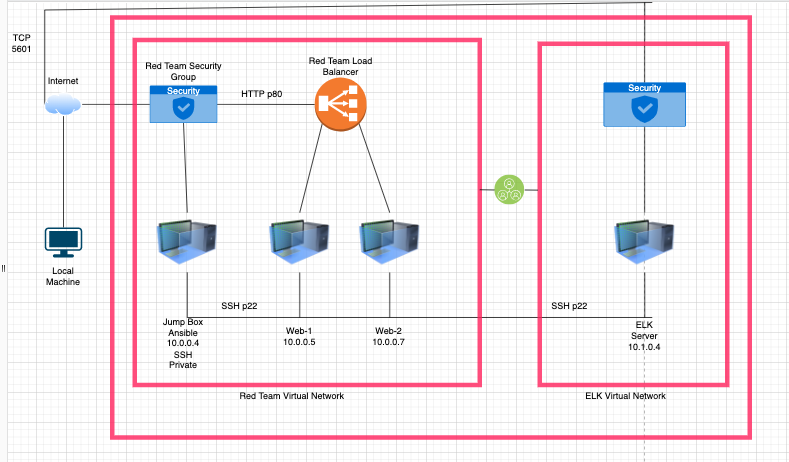 TCP
5601
Internet
Local
Machine
Red Team Security
Group
Security
HTTP p80
Red Team Load
Balancer
Security
SSH p22
SSH p22
Jump Box
Ansible
10.0.0.4
SSH
Private
Web-1
10.0.0.5
Web-2
10.0.0.7
ELK
Server
10.1.0.4
Red Team Virtual Network
ELK Virtual Network